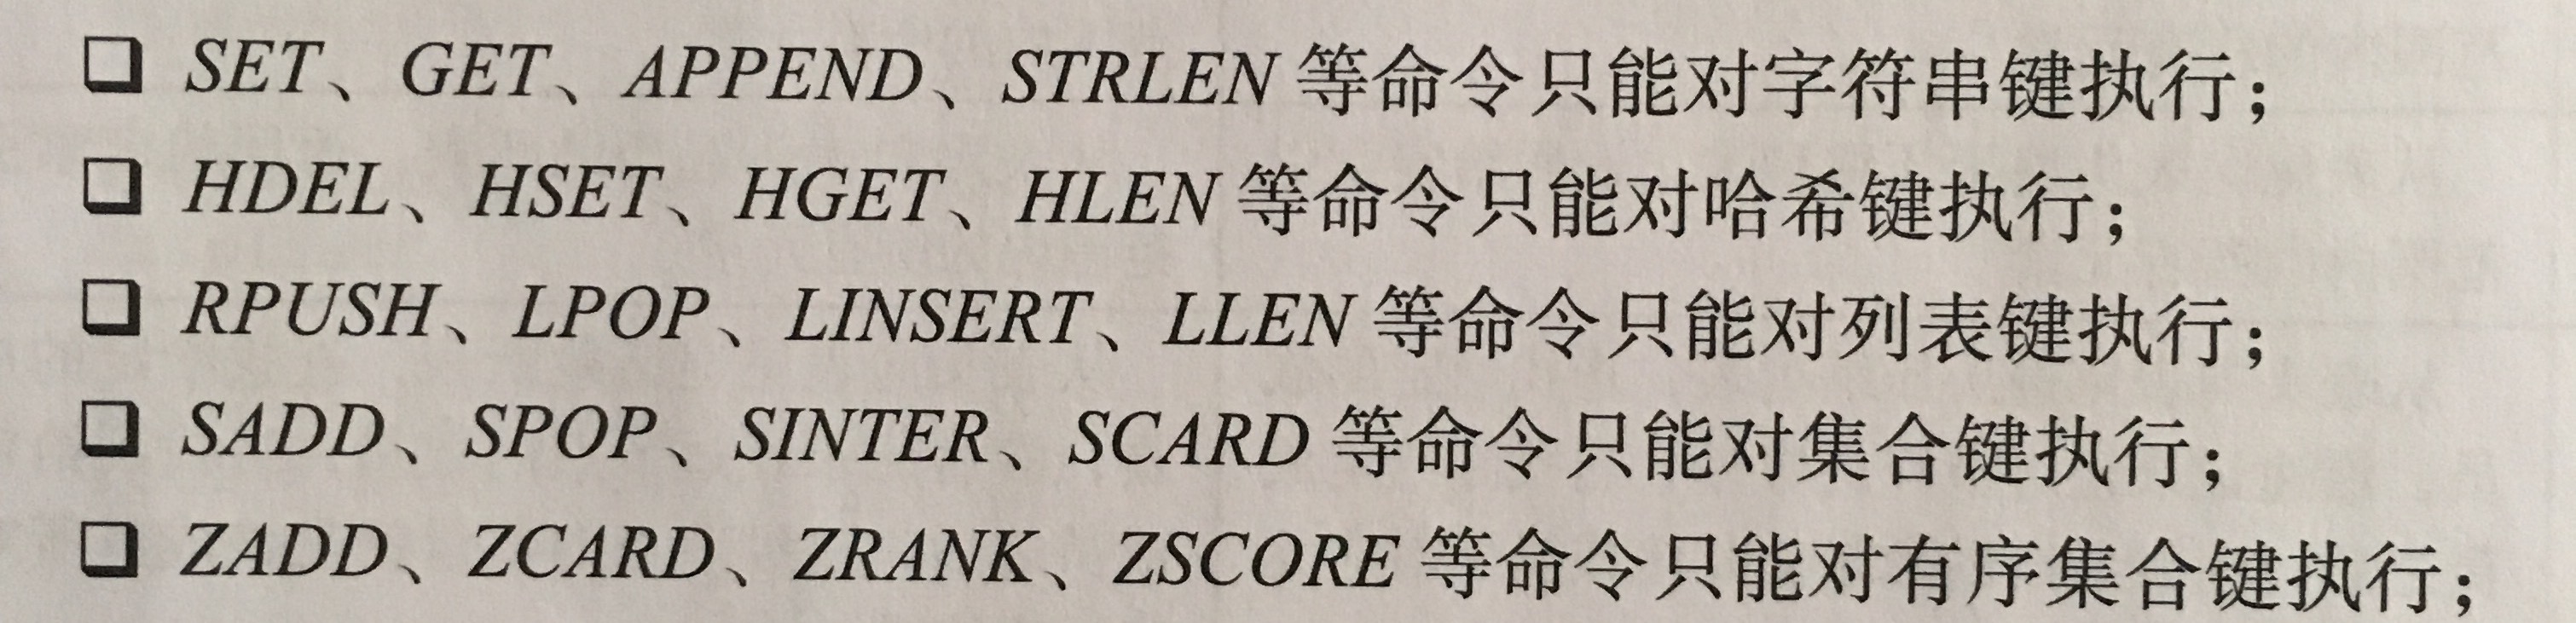 ❑ SET、GET、APPEND、STRLEN 等命令只能对字符串键执行；
❑ HDEL、HSET、HGET、HLEN 等命令只能对哈希键执行；
❑ RPUSH、LPOP、LINSERT、LLEN 等命令只能对列表键执行；
❑ SADD、SPOP、SINTER、SCARD 等命令只能对集合键执行；
❑ ZADD、ZCARD、ZRANK、ZSCORE 等命令只能对有序集合键执行；